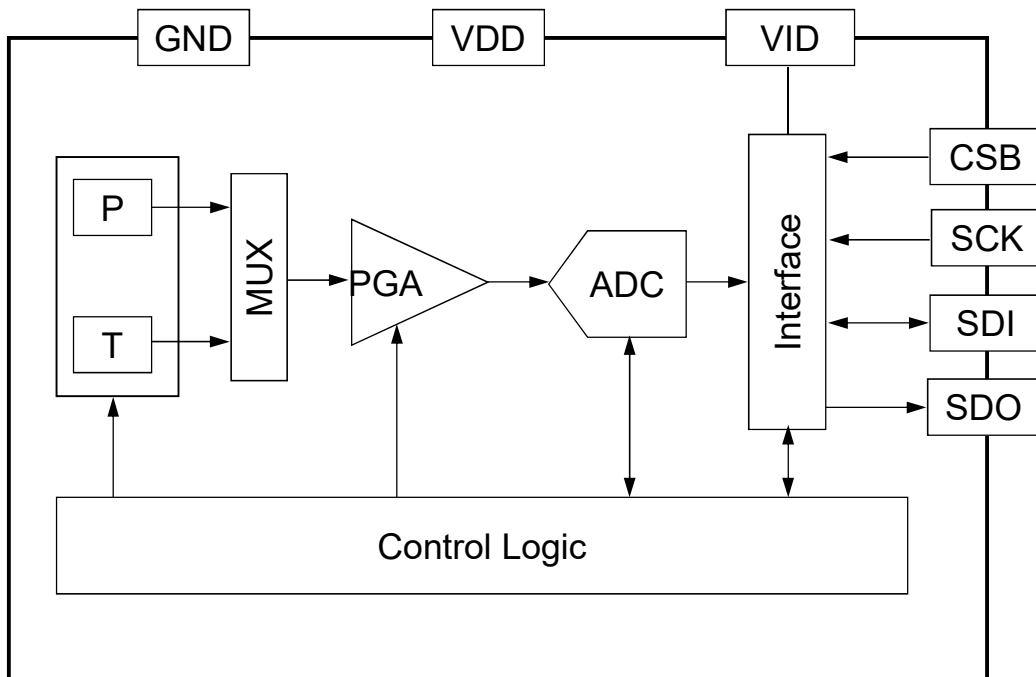 GND
VDD
VID
CSB
P
SCK
MUX
PGA
ADC
Interface
T
SDI
SDO
Control Logic